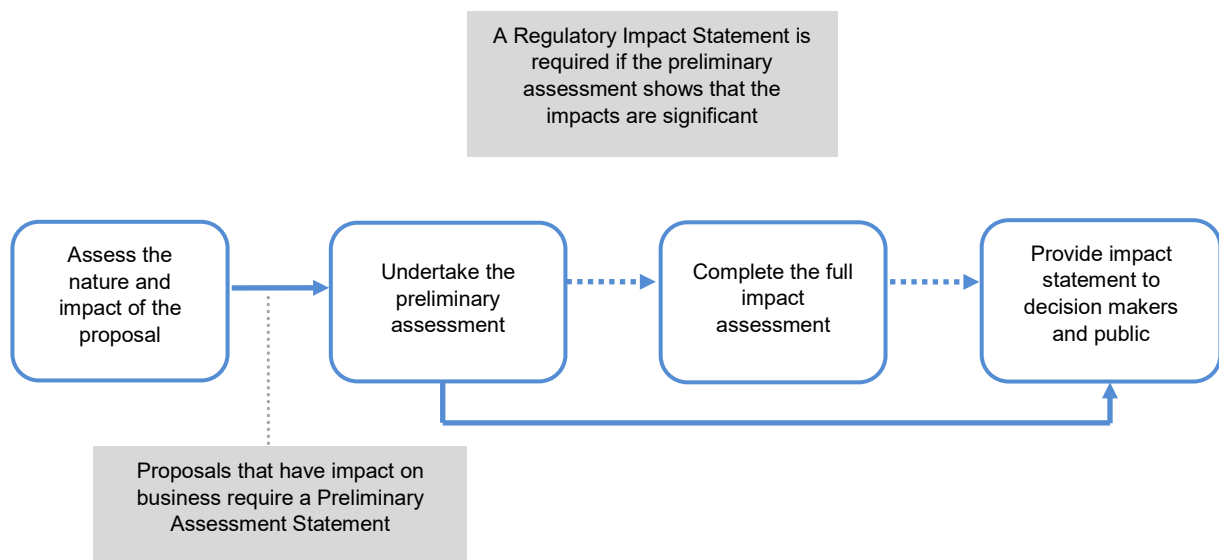 A Regulatory Impact Statement is
required if the preliminary
assessment shows that the
impacts are significant
Assess the
nature and
impact of the
proposal
Undertake the
preliminary
assessment
Complete the full
impact
assessment
Provide impact
statement to
decision makers
and public
Proposals that have impact on
business require a Preliminary
Assessment Statement